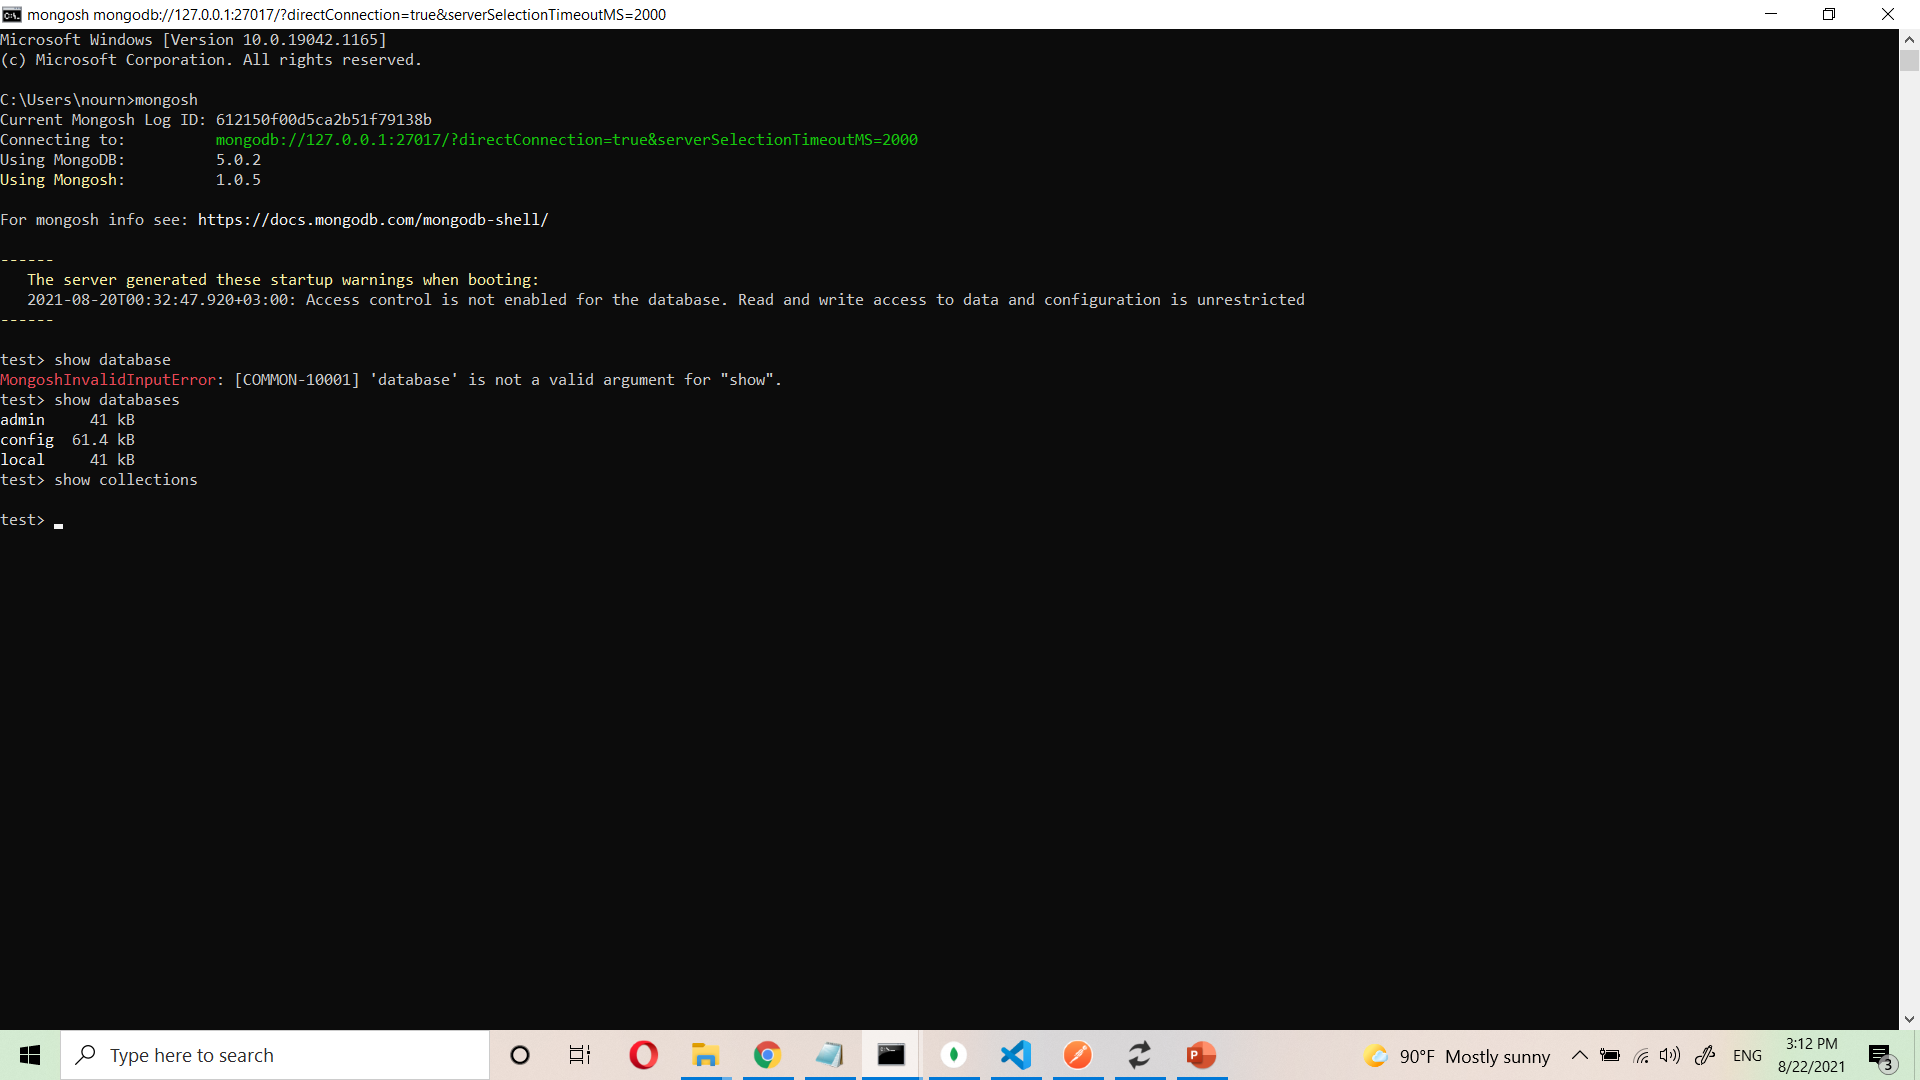 mongosh mongodb://127.0.0.1:27017/?directConnection=true&serverSelectionTimeoutMS=2000
Microsoft Windows [Version 10.0.19042.1165]
(c) Microsoft Corporation. All rights reserved.
C:\Users\nourn>mongosh
Current Mongosh Log ID: 612150f00d5ca2b51f79138b
Connecting to: mongodb://127.0.0.1:27017/?directConnection=true&serverSelectionTimeoutMS=2000
Using MongoDB: 5.0.2
Using Mongosh: 1.0.5
For mongosh info see: https://docs.mongodb.com/mongodb-shell/
------
The server generated these startup warnings when booting:
2021-08-20T00:32:47.920+03:00: Access control is not enabled for the database. Read and write access to data and configuration is unrestricted
------
test> show database
MongoshInvalidInputError: [COMMON-10001] 'database' is not a valid argument for "show".
test> show databases
admin 41 kB
config 61.4 kB
local 41 kB
test> show collections
test>
Type here to search
90°F Mostly sunny
ENG
3:12 PM
8/22/2021
3